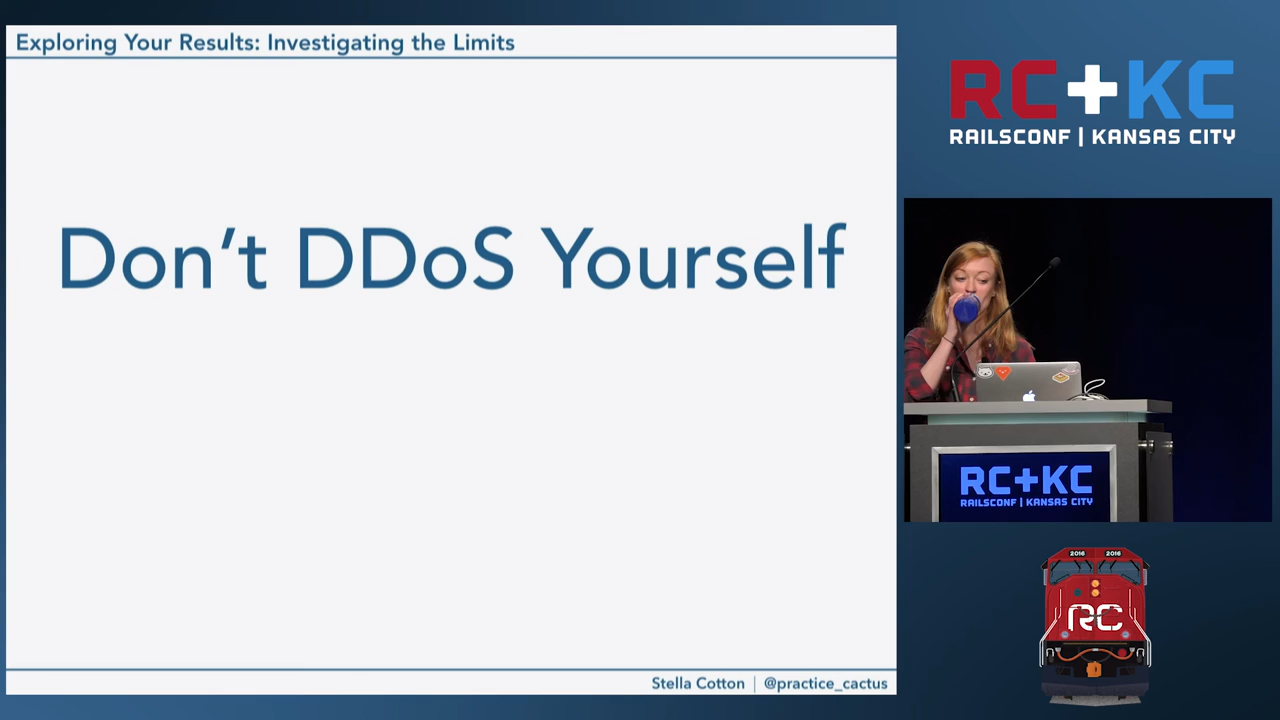 Exploring Your Results: Investigating the Limits
Don't DDoS Yourself
Stella Cotton | @practice_cactus
RC+KC
RAILSCONF | KANSAS CITY
RC+KC
RAILSCONF | KANSAS CITY
2016 2016
RC